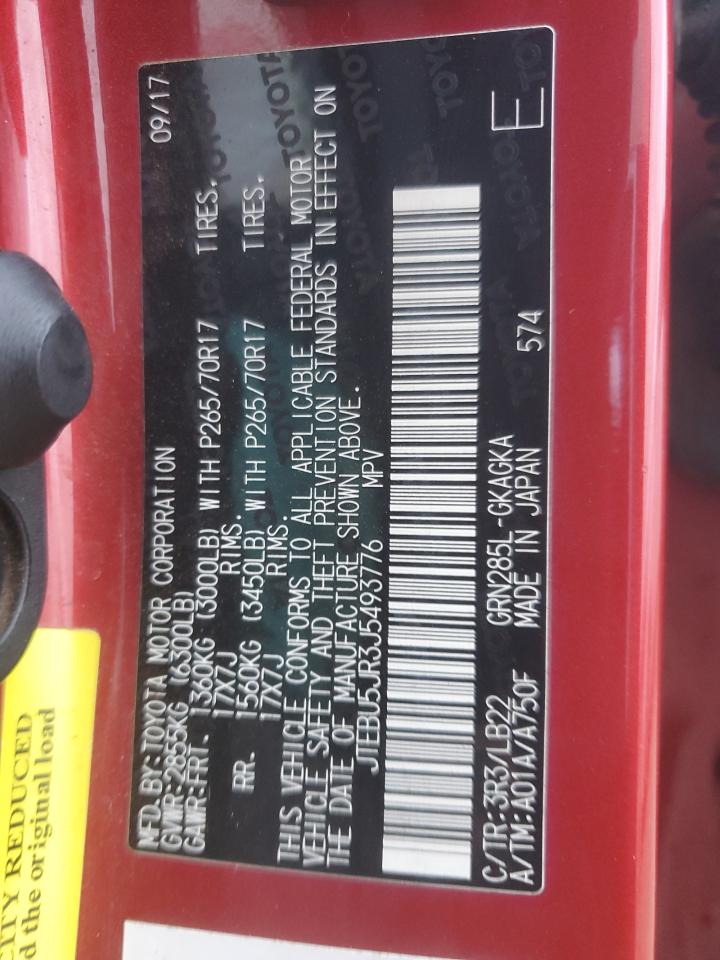 MFD.BY:TOYOTA MOTOR CORPORATION 09/17
GVWR:2855KG (6300LB)
GAWR:FRT. 1360KG (3000LB) WITH P265/70R17 TIRES.
17X7J RIMS.
RR. 1560KG (3450LB) WITH P265/70R17 TIRES.
17X7J RIMS.
THIS VEHICLE CONFORMS TO ALL APPLICABLE FEDERAL MOTOR
VEHICLE SAFETY AND THEFT PREVENTION STANDARDS IN EFFECT ON
THE DATE OF MANUFACTURE SHOWN ABOVE.
JTEBU5JR3J5493776 MPV
C/TR:3R3/LB22 GRN285L-GKAGKA
A/TM:A01A/A750F MADE IN JAPAN 574 E
REDUCED
the original load